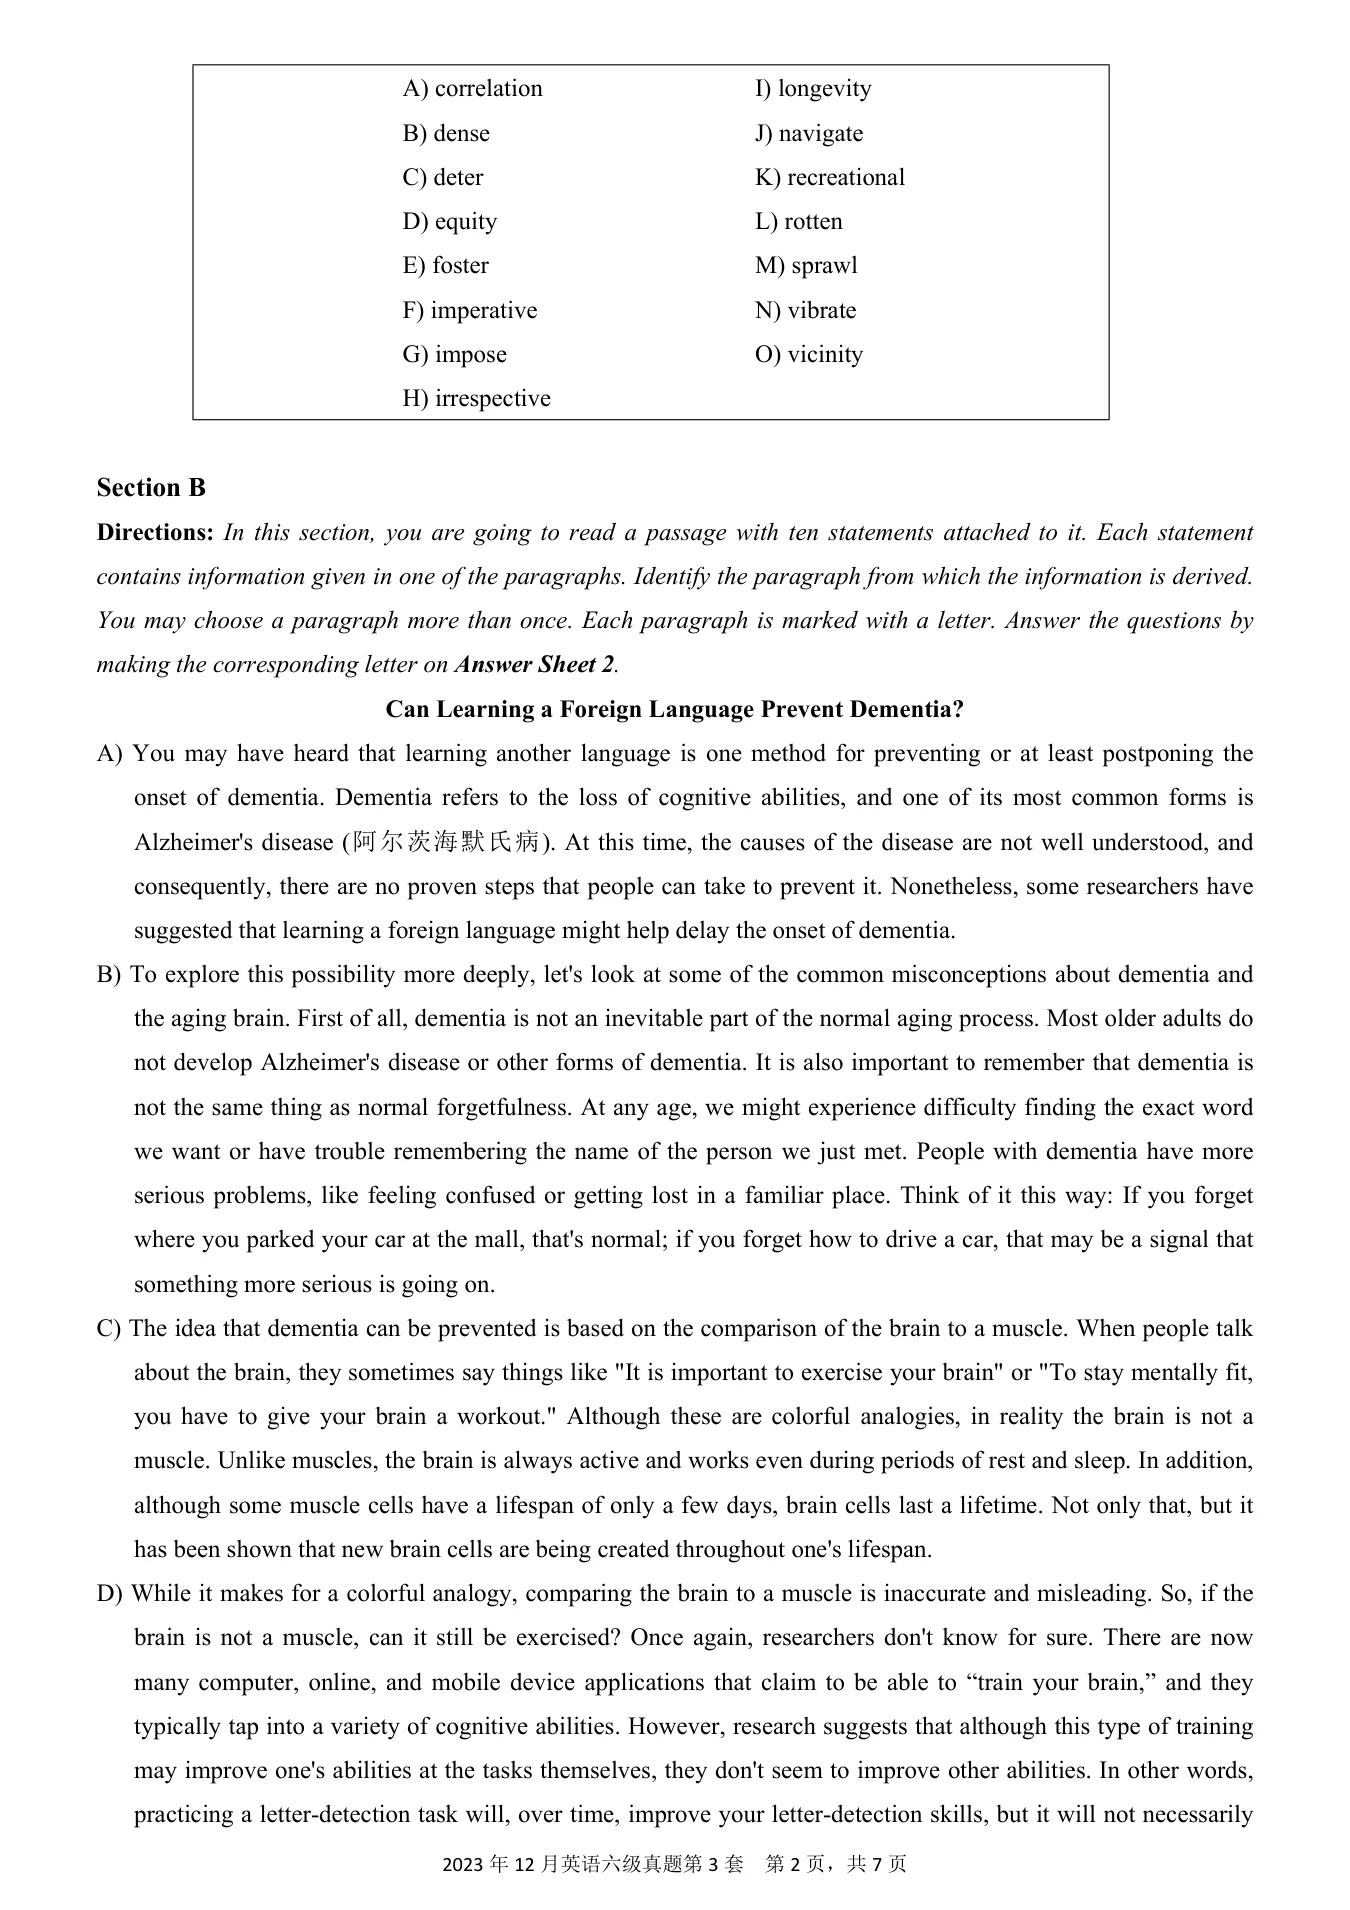 A) correlation I) longevity
B) dense J) navigate
C) deter K) recreational
D) equity L) rotten
E) foster M) sprawl
F) imperative N) vibrate
G) impose O) vicinity
H) irrespective
Section B
Directions: In this section, you are going to read a passage with ten statements attached to it. Each statement
contains information given in one of the paragraphs. Identify the paragraph from which the information is derived.
You may choose a paragraph more than once. Each paragraph is marked with a letter. Answer the questions by
making the corresponding letter on Answer Sheet 2.
Can Learning a Foreign Language Prevent Dementia?
A) You may have heard that learning another language is one method for preventing or at least postponing the
onset of dementia. Dementia refers to the loss of cognitive abilities, and one of its most common forms is
Alzheimer's disease (阿尔茨海默氏病). At this time, the causes of the disease are not well understood, and
consequently, there are no proven steps that people can take to prevent it. Nonetheless, some researchers have
suggested that learning a foreign language might help delay the onset of dementia.
B) To explore this possibility more deeply, let's look at some of the common misconceptions about dementia and
the aging brain. First of all, dementia is not an inevitable part of the normal aging process. Most older adults do
not develop Alzheimer's disease or other forms of dementia. It is also important to remember that dementia is
not the same thing as normal forgetfulness. At any age, we might experience difficulty finding the exact word
we want or have trouble remembering the name of the person we just met. People with dementia have more
serious problems, like feeling confused or getting lost in a familiar place. Think of it this way: If you forget
where you parked your car at the mall, that's normal; if you forget how to drive a car, that may be a signal that
something more serious is going on.
C) The idea that dementia can be prevented is based on the comparison of the brain to a muscle. When people talk
about the brain, they sometimes say things like "It is important to exercise your brain" or "To stay mentally fit,
you have to give your brain a workout." Although these are colorful analogies, in reality the brain is not a
muscle. Unlike muscles, the brain is always active and works even during periods of rest and sleep. In addition,
although some muscle cells have a lifespan of only a few days, brain cells last a lifetime. Not only that, but it
has been shown that new brain cells are being created throughout one's lifespan.
D) While it makes for a colorful analogy, comparing the brain to a muscle is inaccurate and misleading. So, if the
brain is not a muscle, can it still be exercised? Once again, researchers don't know for sure. There are now
many computer, online, and mobile device applications that claim to be able to “train your brain,” and they
typically tap into a variety of cognitive abilities. However, research suggests that although this type of training
may improve one's abilities at the tasks themselves, they don't seem to improve other abilities. In other words,
practicing a letter-detection task will, over time, improve your letter-detection skills, but it will not necessarily
2023 年 12 月英语六级真题第 3 套 第 2 页，共 7 页